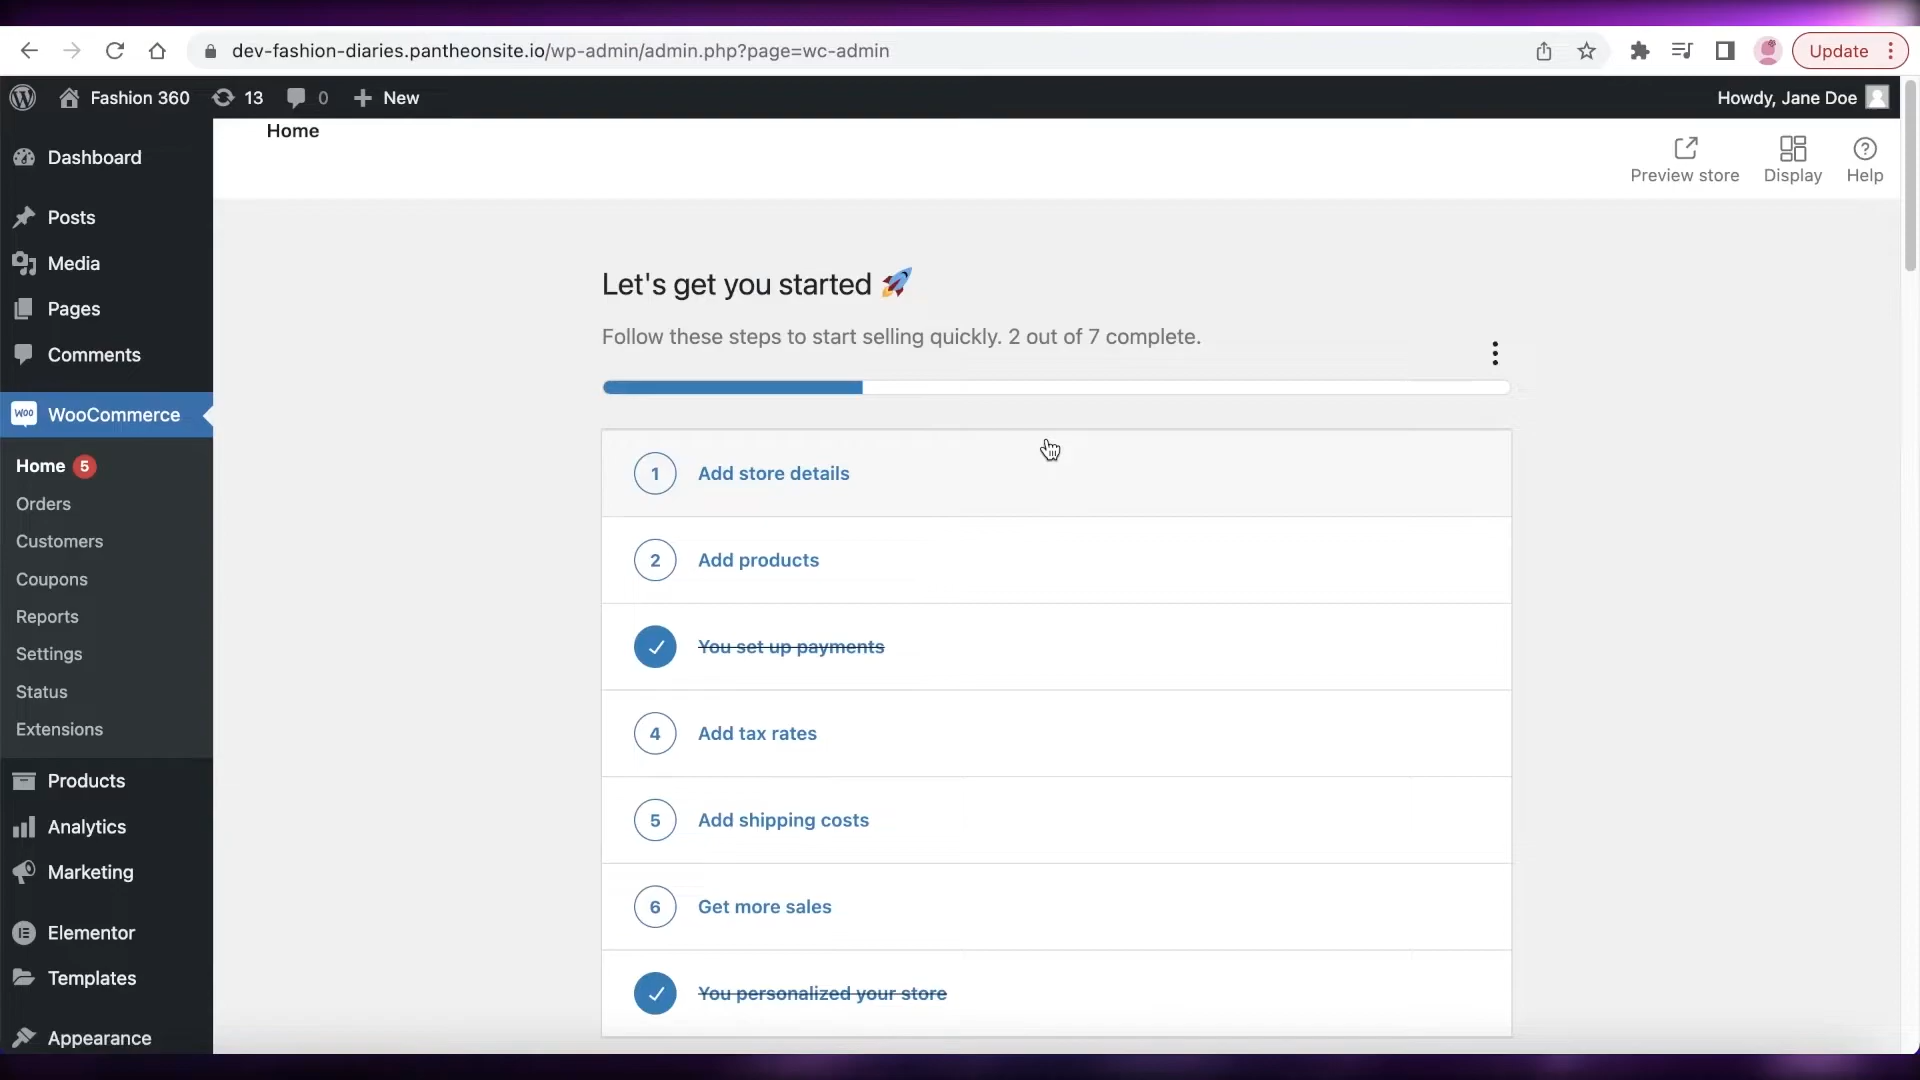 dev-fashion-diaries.pantheonsite.io/wp-admin/admin.php?page=wc-admin
Update
Fashion 360
13
0
New
Howdy, Jane Doe
Home
Preview store
Display
Help
Dashboard
Posts
Media
Pages
Comments
WOO
WooCommerce
Home 5
Orders
Customers
Coupons
Reports
Settings
Status
Extensions
Products
Analytics
Marketing
Elementor
Templates
Appearance
Let's get you started 🚀
Follow these steps to start selling quickly. 2 out of 7 complete.
1 Add store details
2 Add products
You set up payments
4 Add tax rates
5 Add shipping costs
6 Get more sales
You personalized your store